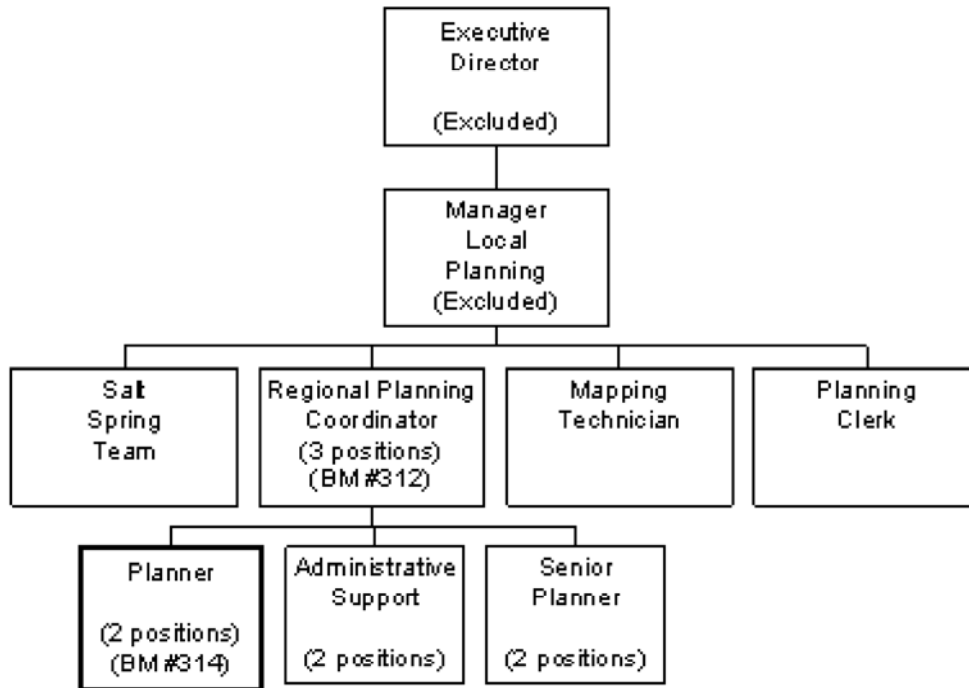 Executive
Director
(Excluded)
Manager
Local
Planning
(Excluded)
Salt
Spring
Team
Regional Planning
Coordinator
(3 positions)
(BM #312)
Mapping
Technician
Planning
Clerk
Planner
(2 positions)
(BM #314)
Administrative
Support
(2 positions)
Senior
Planner
(2 positions)